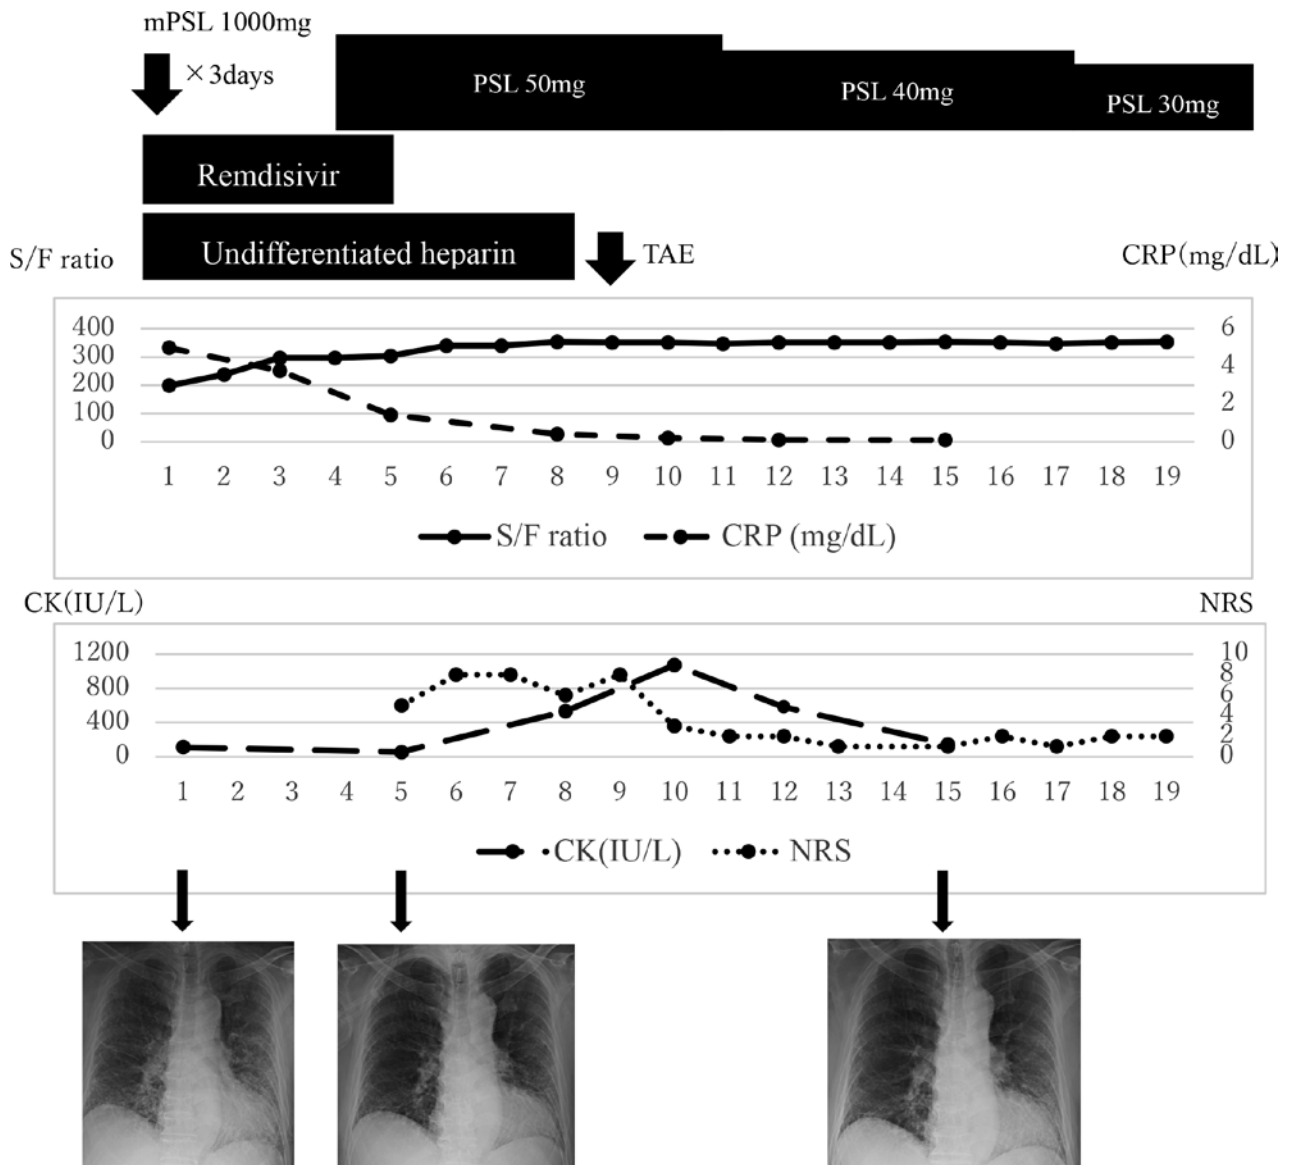 mPSL 1000mg
×3days
PSL 50mg
PSL 40mg
PSL 30mg
Remdisivir
Undifferentiated heparin
TAE
S/F ratio
CRP(mg/dL)
400
300
200
100
0
6
4
2
0
1 2 3 4 5 6 7 8 9 10 11 12 13 14 15 16 17 18 19
S/F ratio
CRP (mg/dL)
CK(IU/L)
NRS
1200
800
400
0
10
8
6
4
2
0
1 2 3 4 5 6 7 8 9 10 11 12 13 14 15 16 17 18 19
CK(IU/L)
NRS